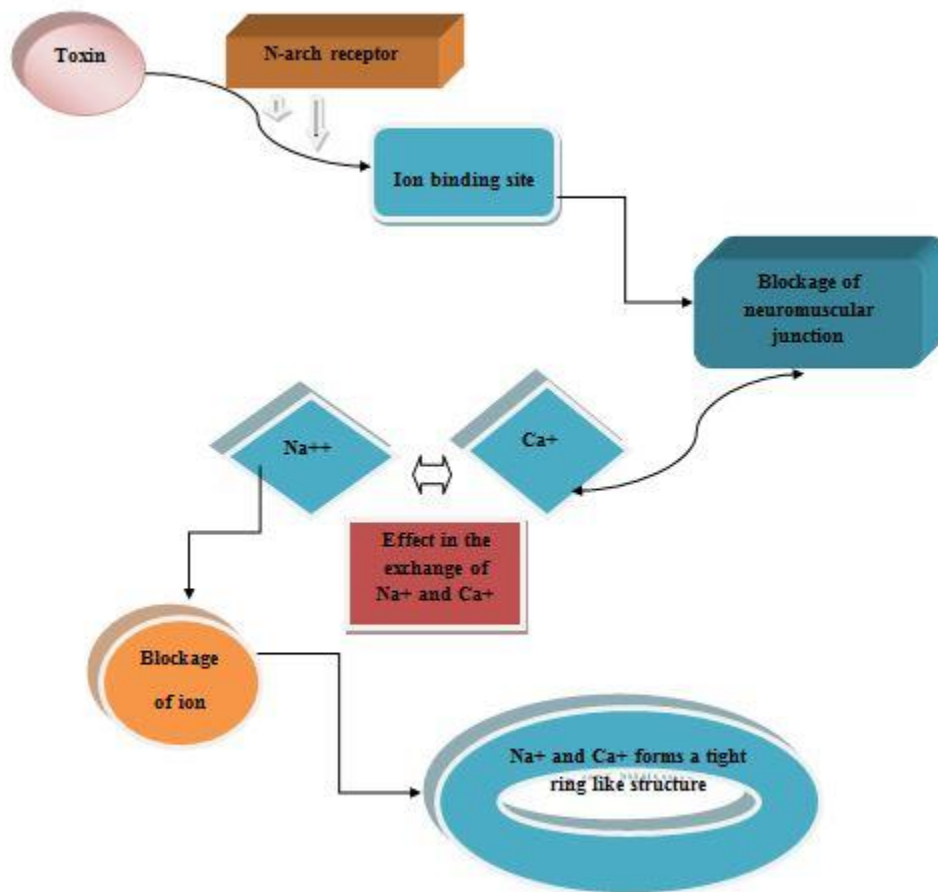 Toxin
N-arch receptor
Ion binding site
Blockage of
neuromuscular
junction
Na++
Ca+
Effect in the
exchange of
Na+ and Ca+
Blockage
of ion
Na+ and Ca+ forms a tight
ring like structure